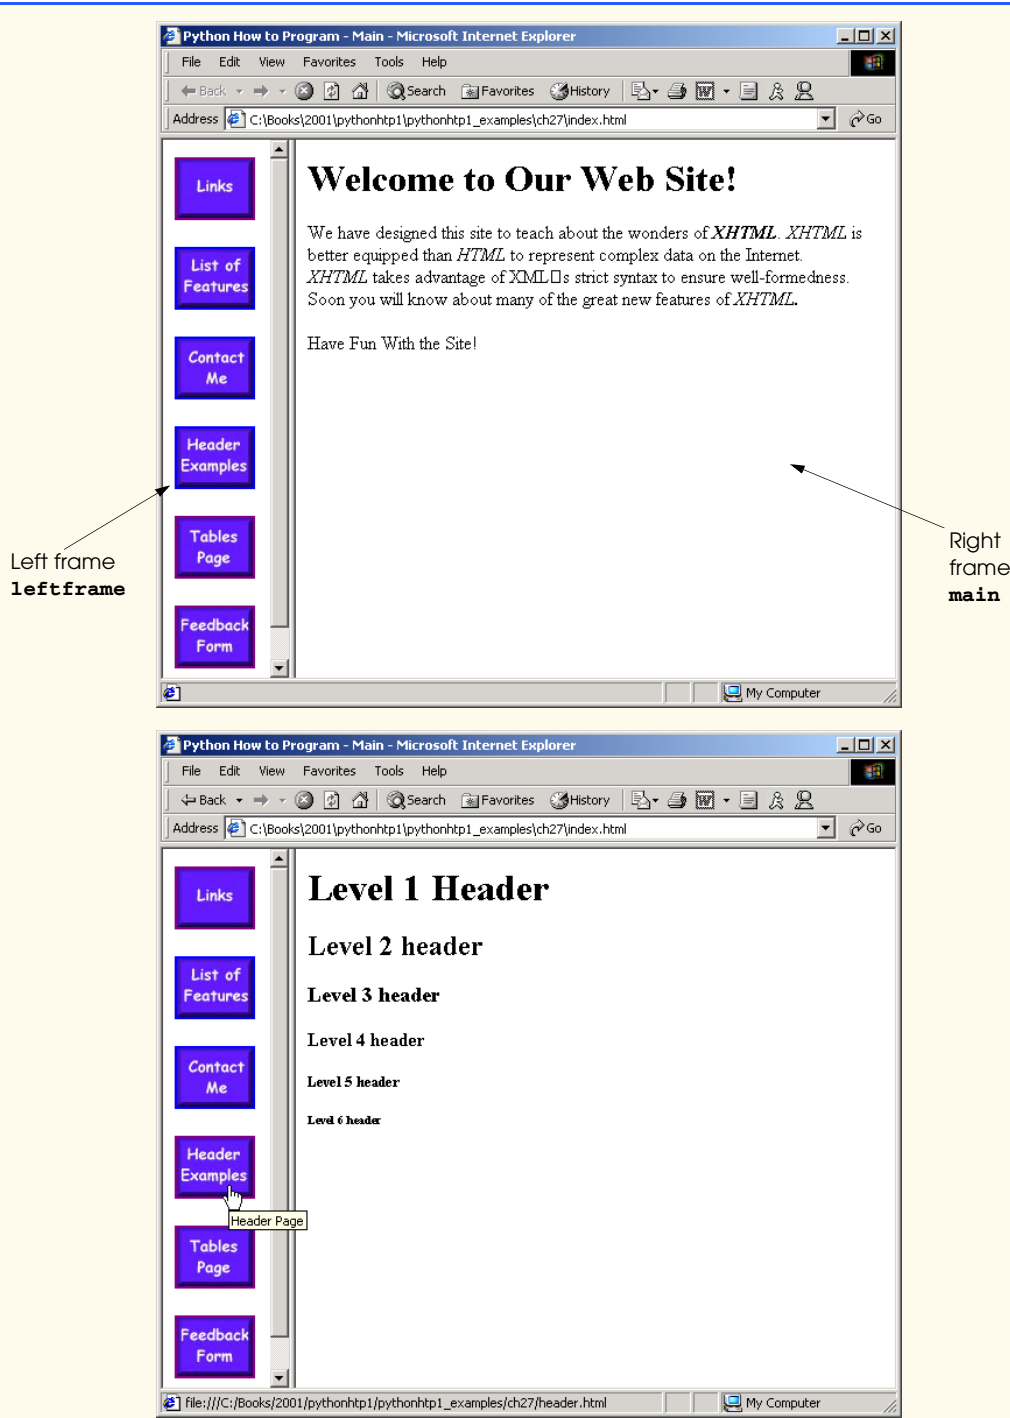 Python How to Program - Main - Microsoft Internet Explorer
File Edit View Favorites Tools Help
Back Search Favorites History
Address C:\Books\2001\pythonhtp1\pythonhtp1_examples\ch27\index.html Go
Links
List of
Features
Contact
Me
Header
Examples
Tables
Page
Feedback
Form
Welcome to Our Web Site!
We have designed this site to teach about the wonders of XHTML. XHTML is
better equipped than HTML to represent complex data on the Internet.
XHTML takes advantage of XML□s strict syntax to ensure well-formedness.
Soon you will know about many of the great new features of XHTML.
Have Fun With the Site!
My Computer
Left frame
leftframe
Right
frame
main
Python How to Program - Main - Microsoft Internet Explorer
File Edit View Favorites Tools Help
Back Search Favorites History
Address C:\Books\2001\pythonhtp1\pythonhtp1_examples\ch27\index.html Go
Links
List of
Features
Contact
Me
Header
Examples
Header Page
Tables
Page
Feedback
Form
Level 1 Header
Level 2 header
Level 3 header
Level 4 header
Level 5 header
Level 6 header
file:///C:/Books/2001/pythonhtp1/pythonhtp1_examples/ch27/header.html My Computer